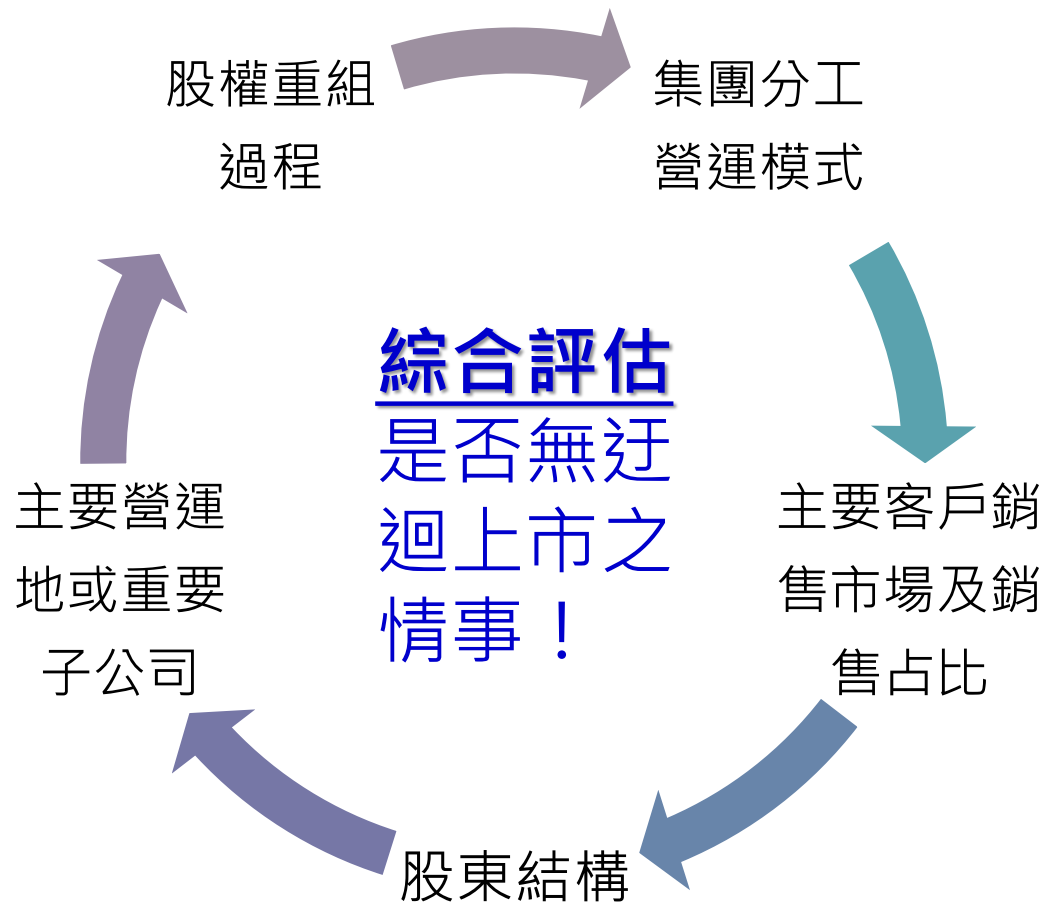 股權重組
過程
集團分工
營運模式
綜合評估
是否無迂
迴上市之
情事！
主要營運
地或重要
子公司
主要客戶銷
售市場及銷
售占比
股東結構